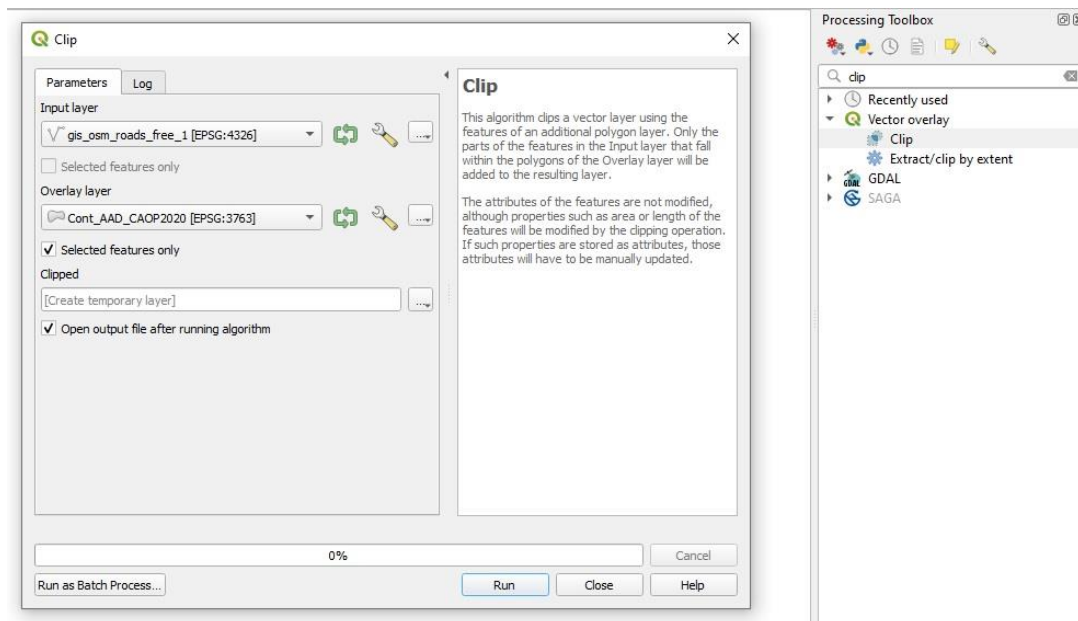 Clip
Parameters
Log
Input layer
gis_osm_roads_free_1 [EPSG:4326]
Selected features only
Overlay layer
Cont_AAD_CAOP2020 [EPSG:3763]
Selected features only
Clipped
[Create temporary layer]
Open output file after running algorithm
Clip
This algorithm clips a vector layer using the
features of an additional polygon layer. Only the
parts of the features in the Input layer that fall
within the polygons of the Overlay layer will be
added to the resulting layer.
The attributes of the features are not modified,
although properties such as area or length of the
features will be modified by the clipping operation.
If such properties are stored as attributes, those
attributes will have to be manually updated.
0%
Cancel
Run as Batch Process...
Run
Close
Help
Processing Toolbox
clip
Recently used
Vector overlay
Clip
Extract/clip by extent
GDAL
GDAL
SAGA